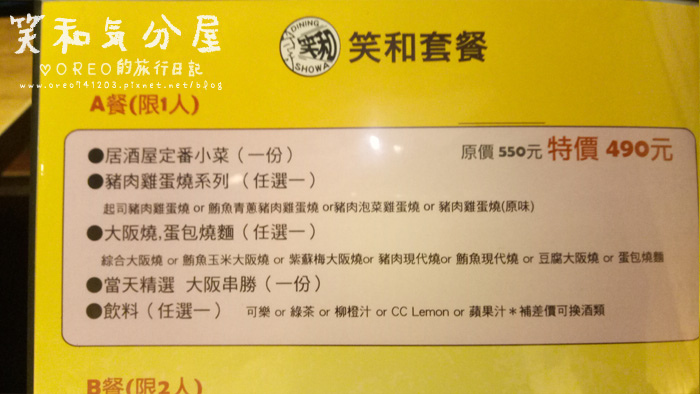 笑和気分屋
♡OREO的旅行日記
www.oreo741203.pixnet.net/blog
DINING
笑和
SHOWA
笑和套餐
A餐(限1人)
●居酒屋定番小菜（一份） 原價 550元 特價 490元
●豬肉雞蛋燒系列（任選一）
起司豬肉雞蛋燒 or 鮪魚青蔥豬肉雞蛋燒 or豬肉泡菜雞蛋燒 or 豬肉雞蛋燒(原味)
●大阪燒,蛋包燒麵（任選一）
綜合大阪燒 or 鮪魚玉米大阪燒 or 紫蘇梅大阪燒or 豬肉現代燒or 鮪魚現代燒 or 豆腐大阪燒 or 蛋包燒麵
●當天精選 大阪串勝（一份）
●飲料（任選一） 可樂 or 綠茶 or 柳橙汁 or CC Lemon or 蘋果汁＊補差價可換酒類
B餐(限2人)